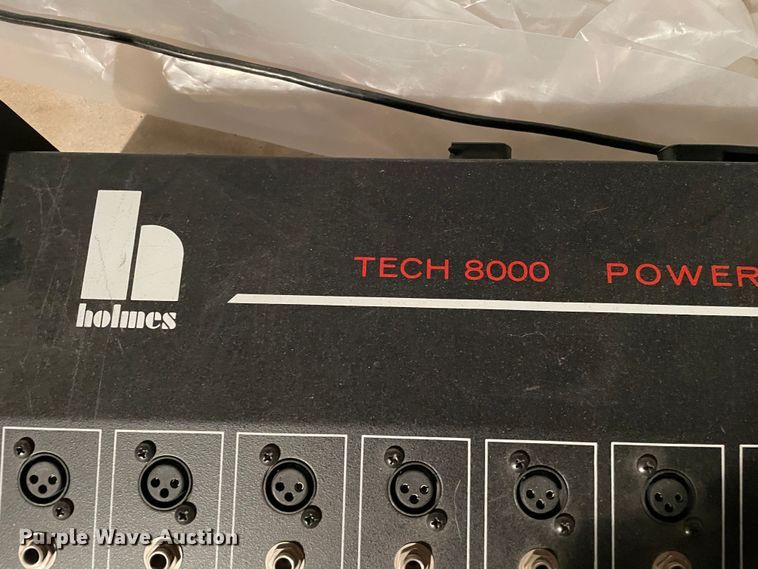 h
holmes
TECH 8000 POWER
Purple Wave Auction